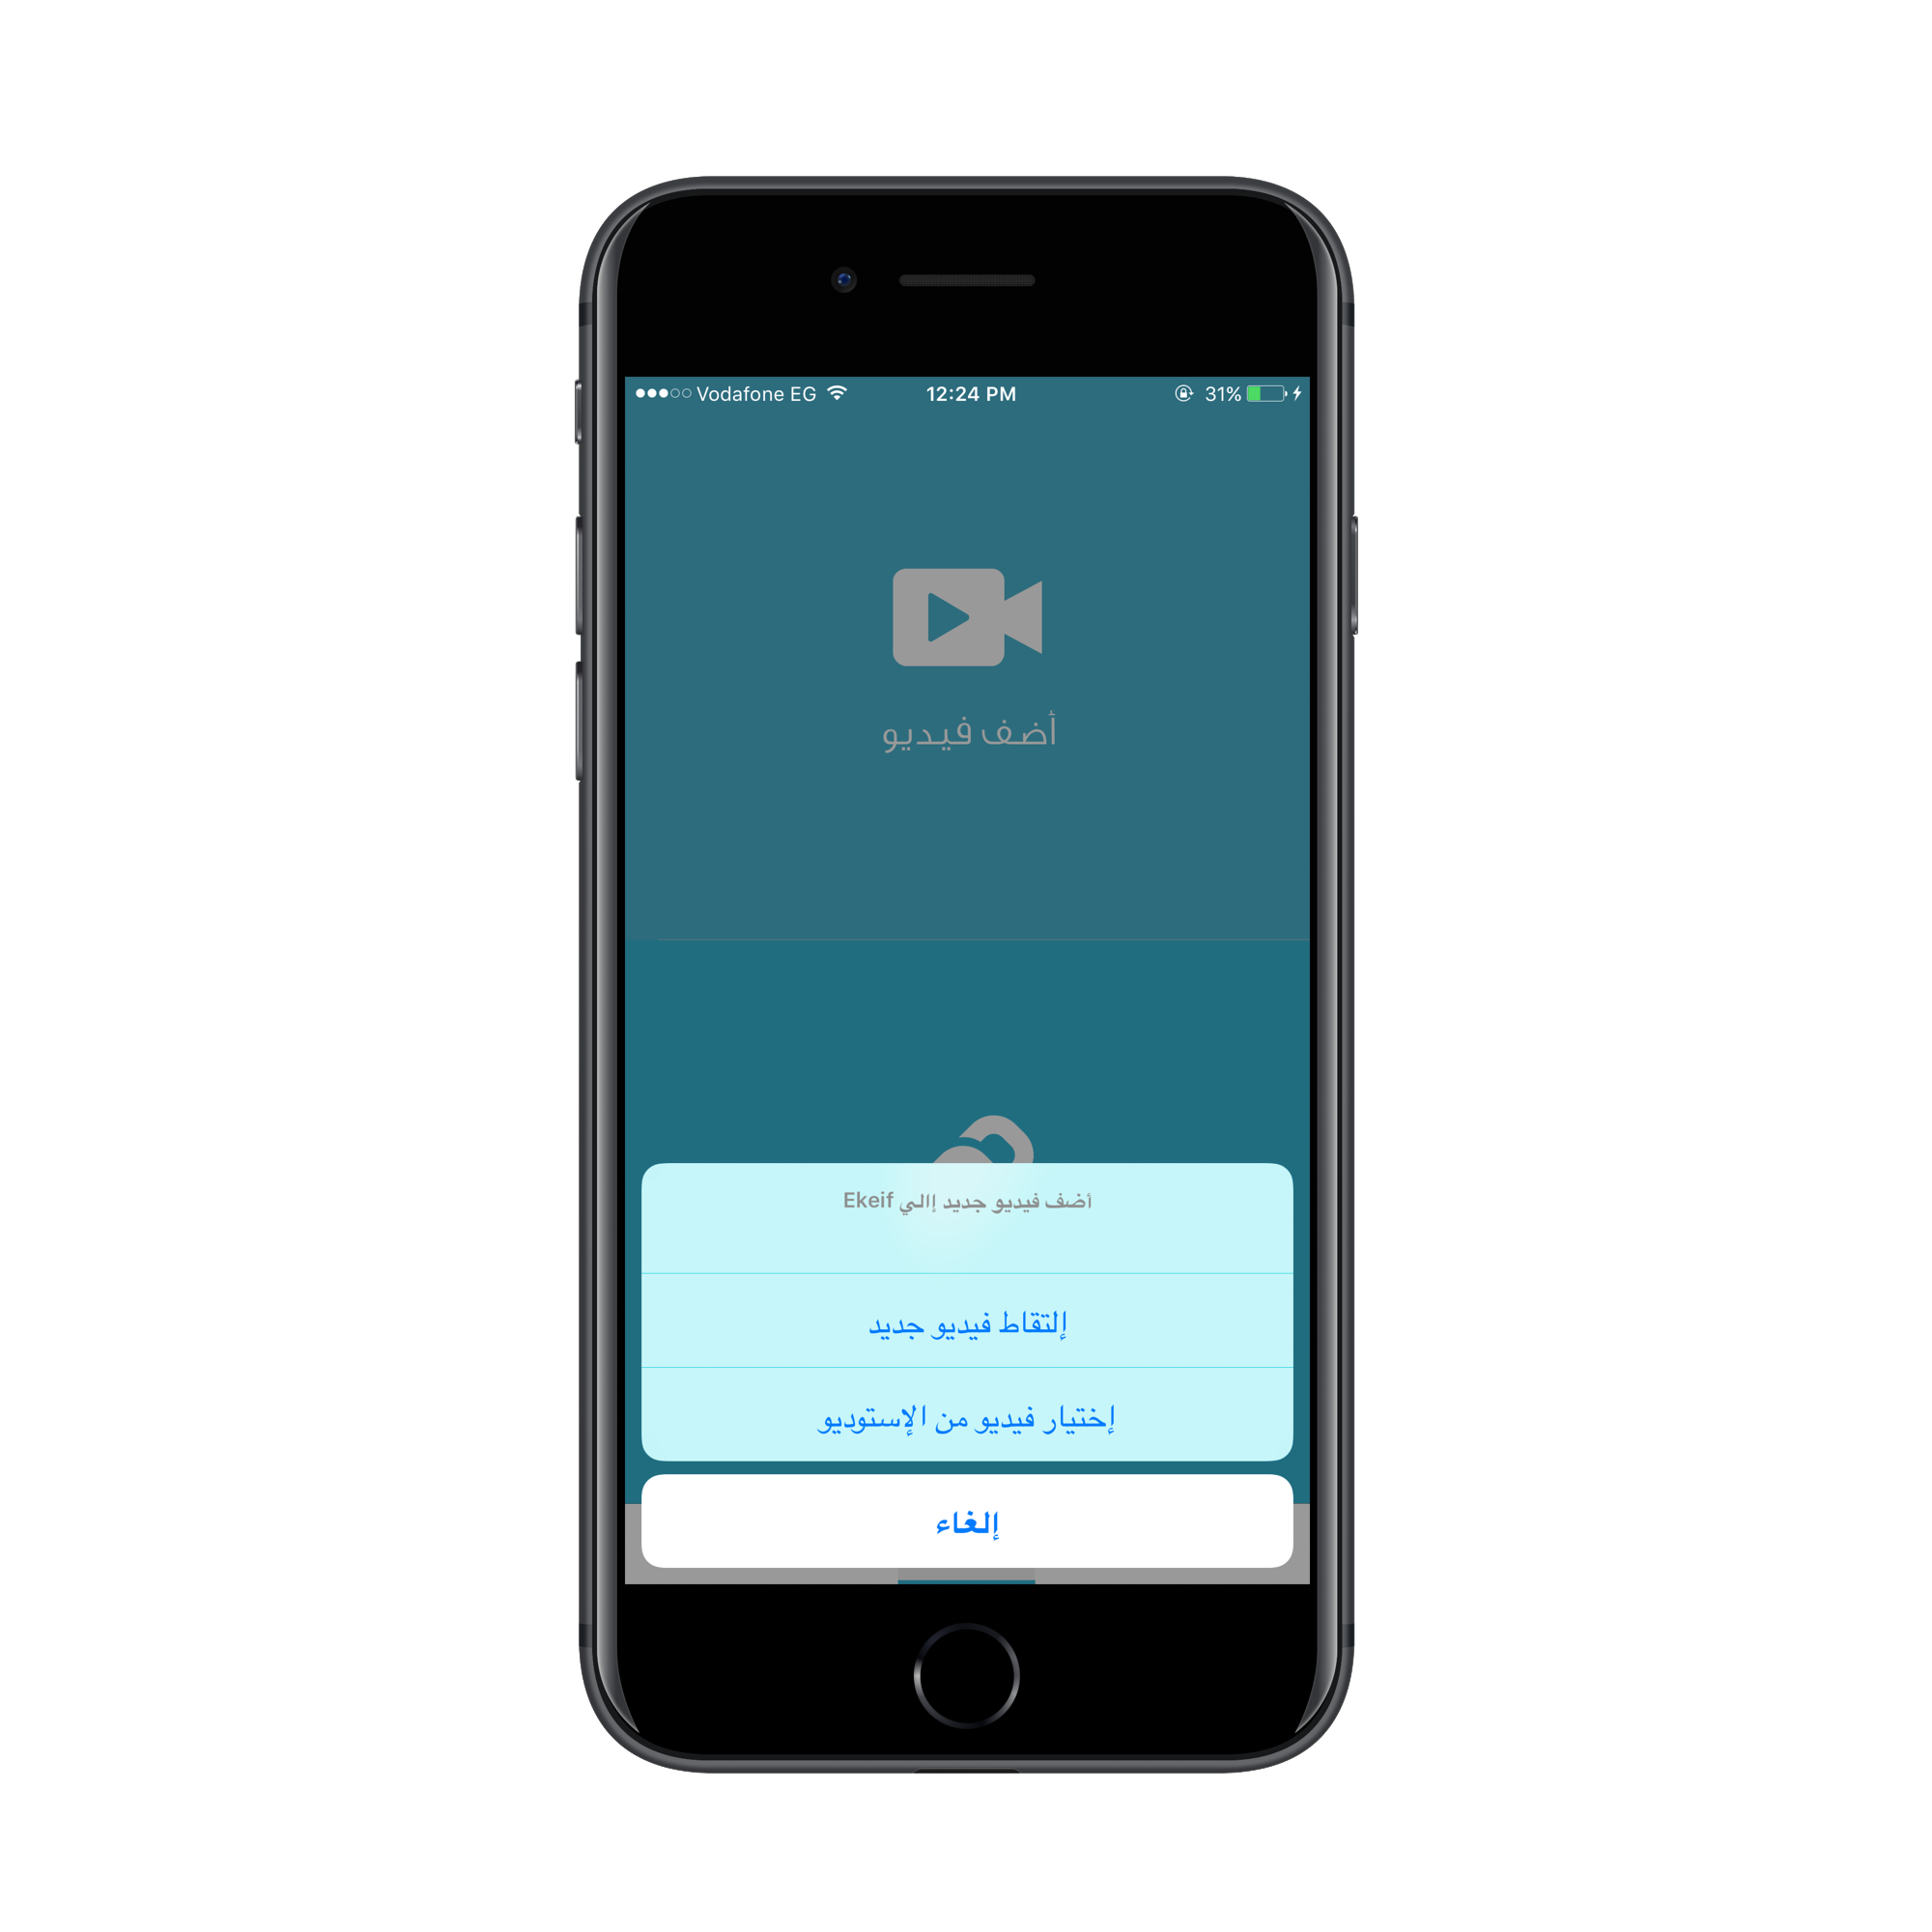 Vodafone EG 12:24 PM 31%
أضف فيديو
أضف فيديو جديد إالي Ekeif
إلتقاط فيديو جديد
إختيار فيديو من الإستوديو
إلغاء